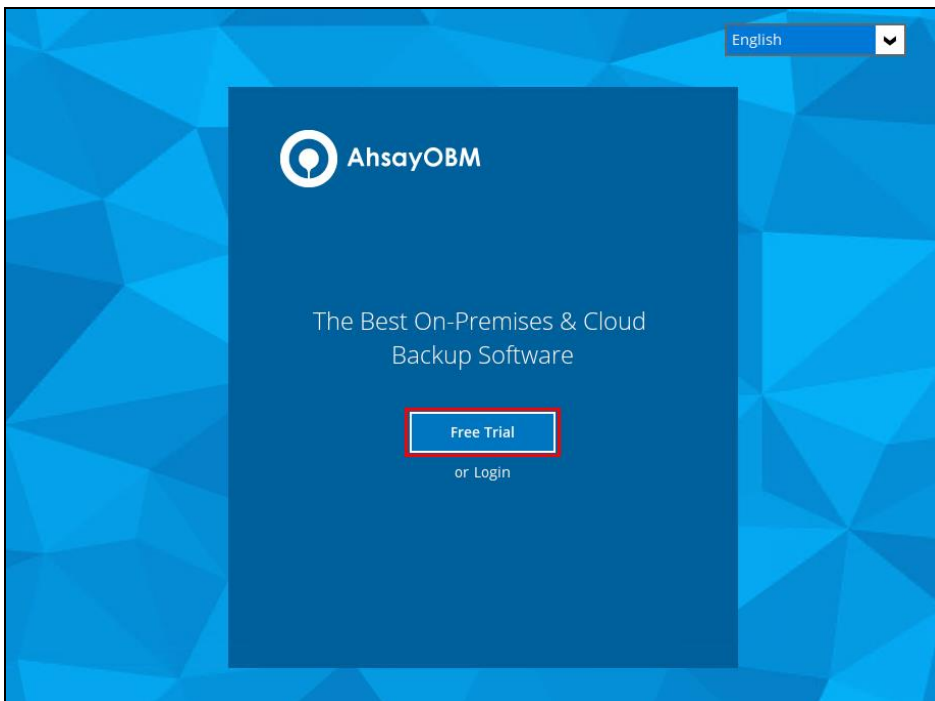 English
AhsayOBM
The Best On-Premises & Cloud
Backup Software
Free Trial
or Login